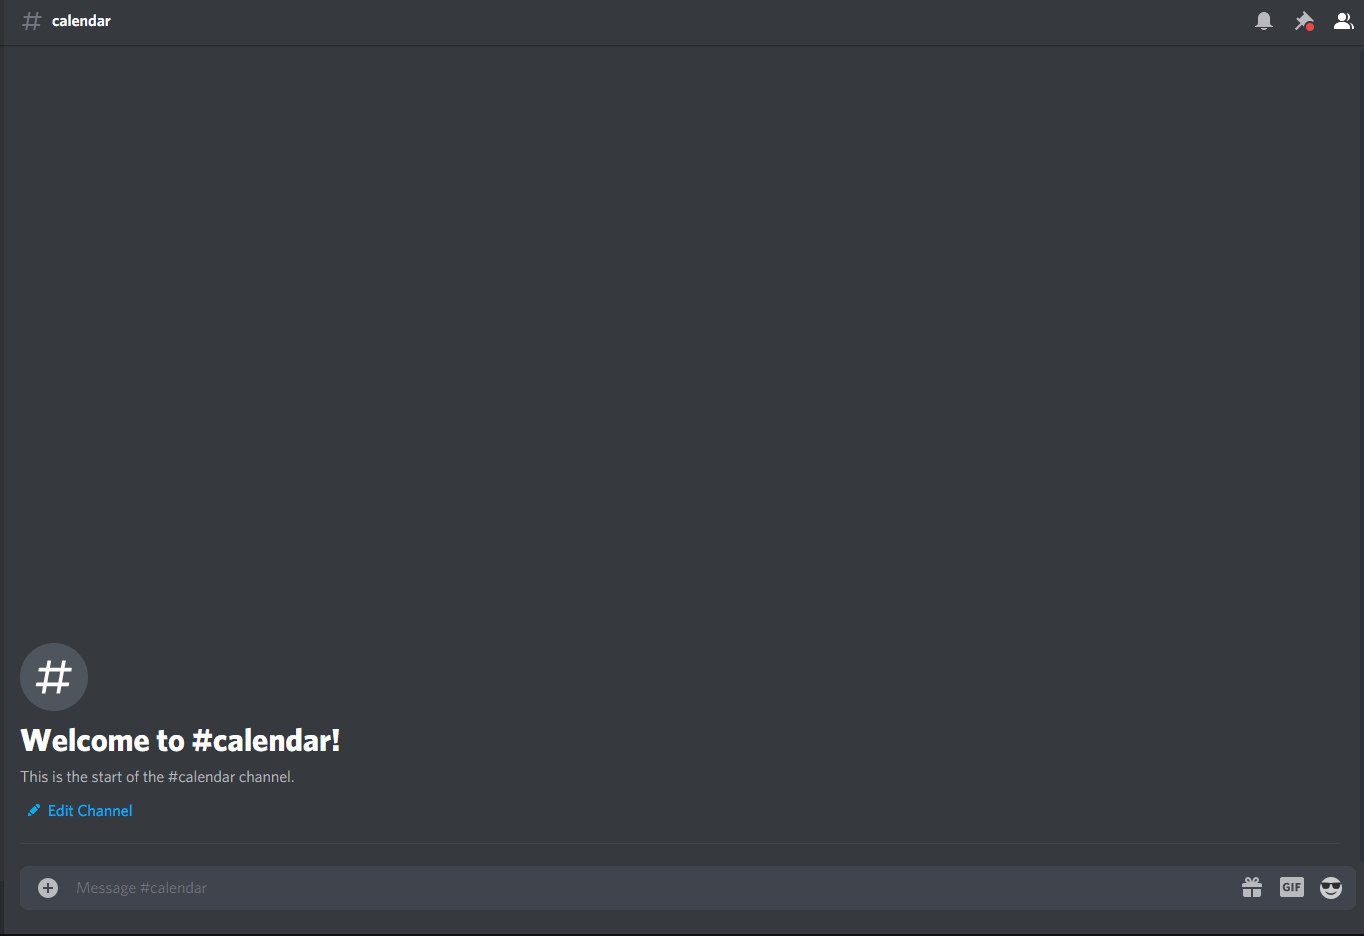 # calendar
#
Welcome to #calendar!
This is the start of the #calendar channel.
Edit Channel
Message #calendar
GIF